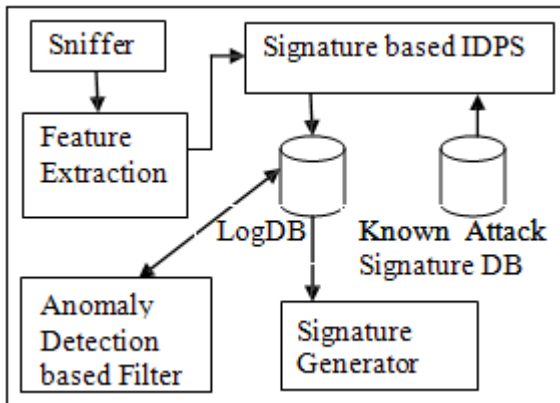 Sniffer
Signature based IDPS
Feature
Extraction
LogDB
Known Attack
Signature DB
Anomaly
Detection
based Filter
Signature
Generator